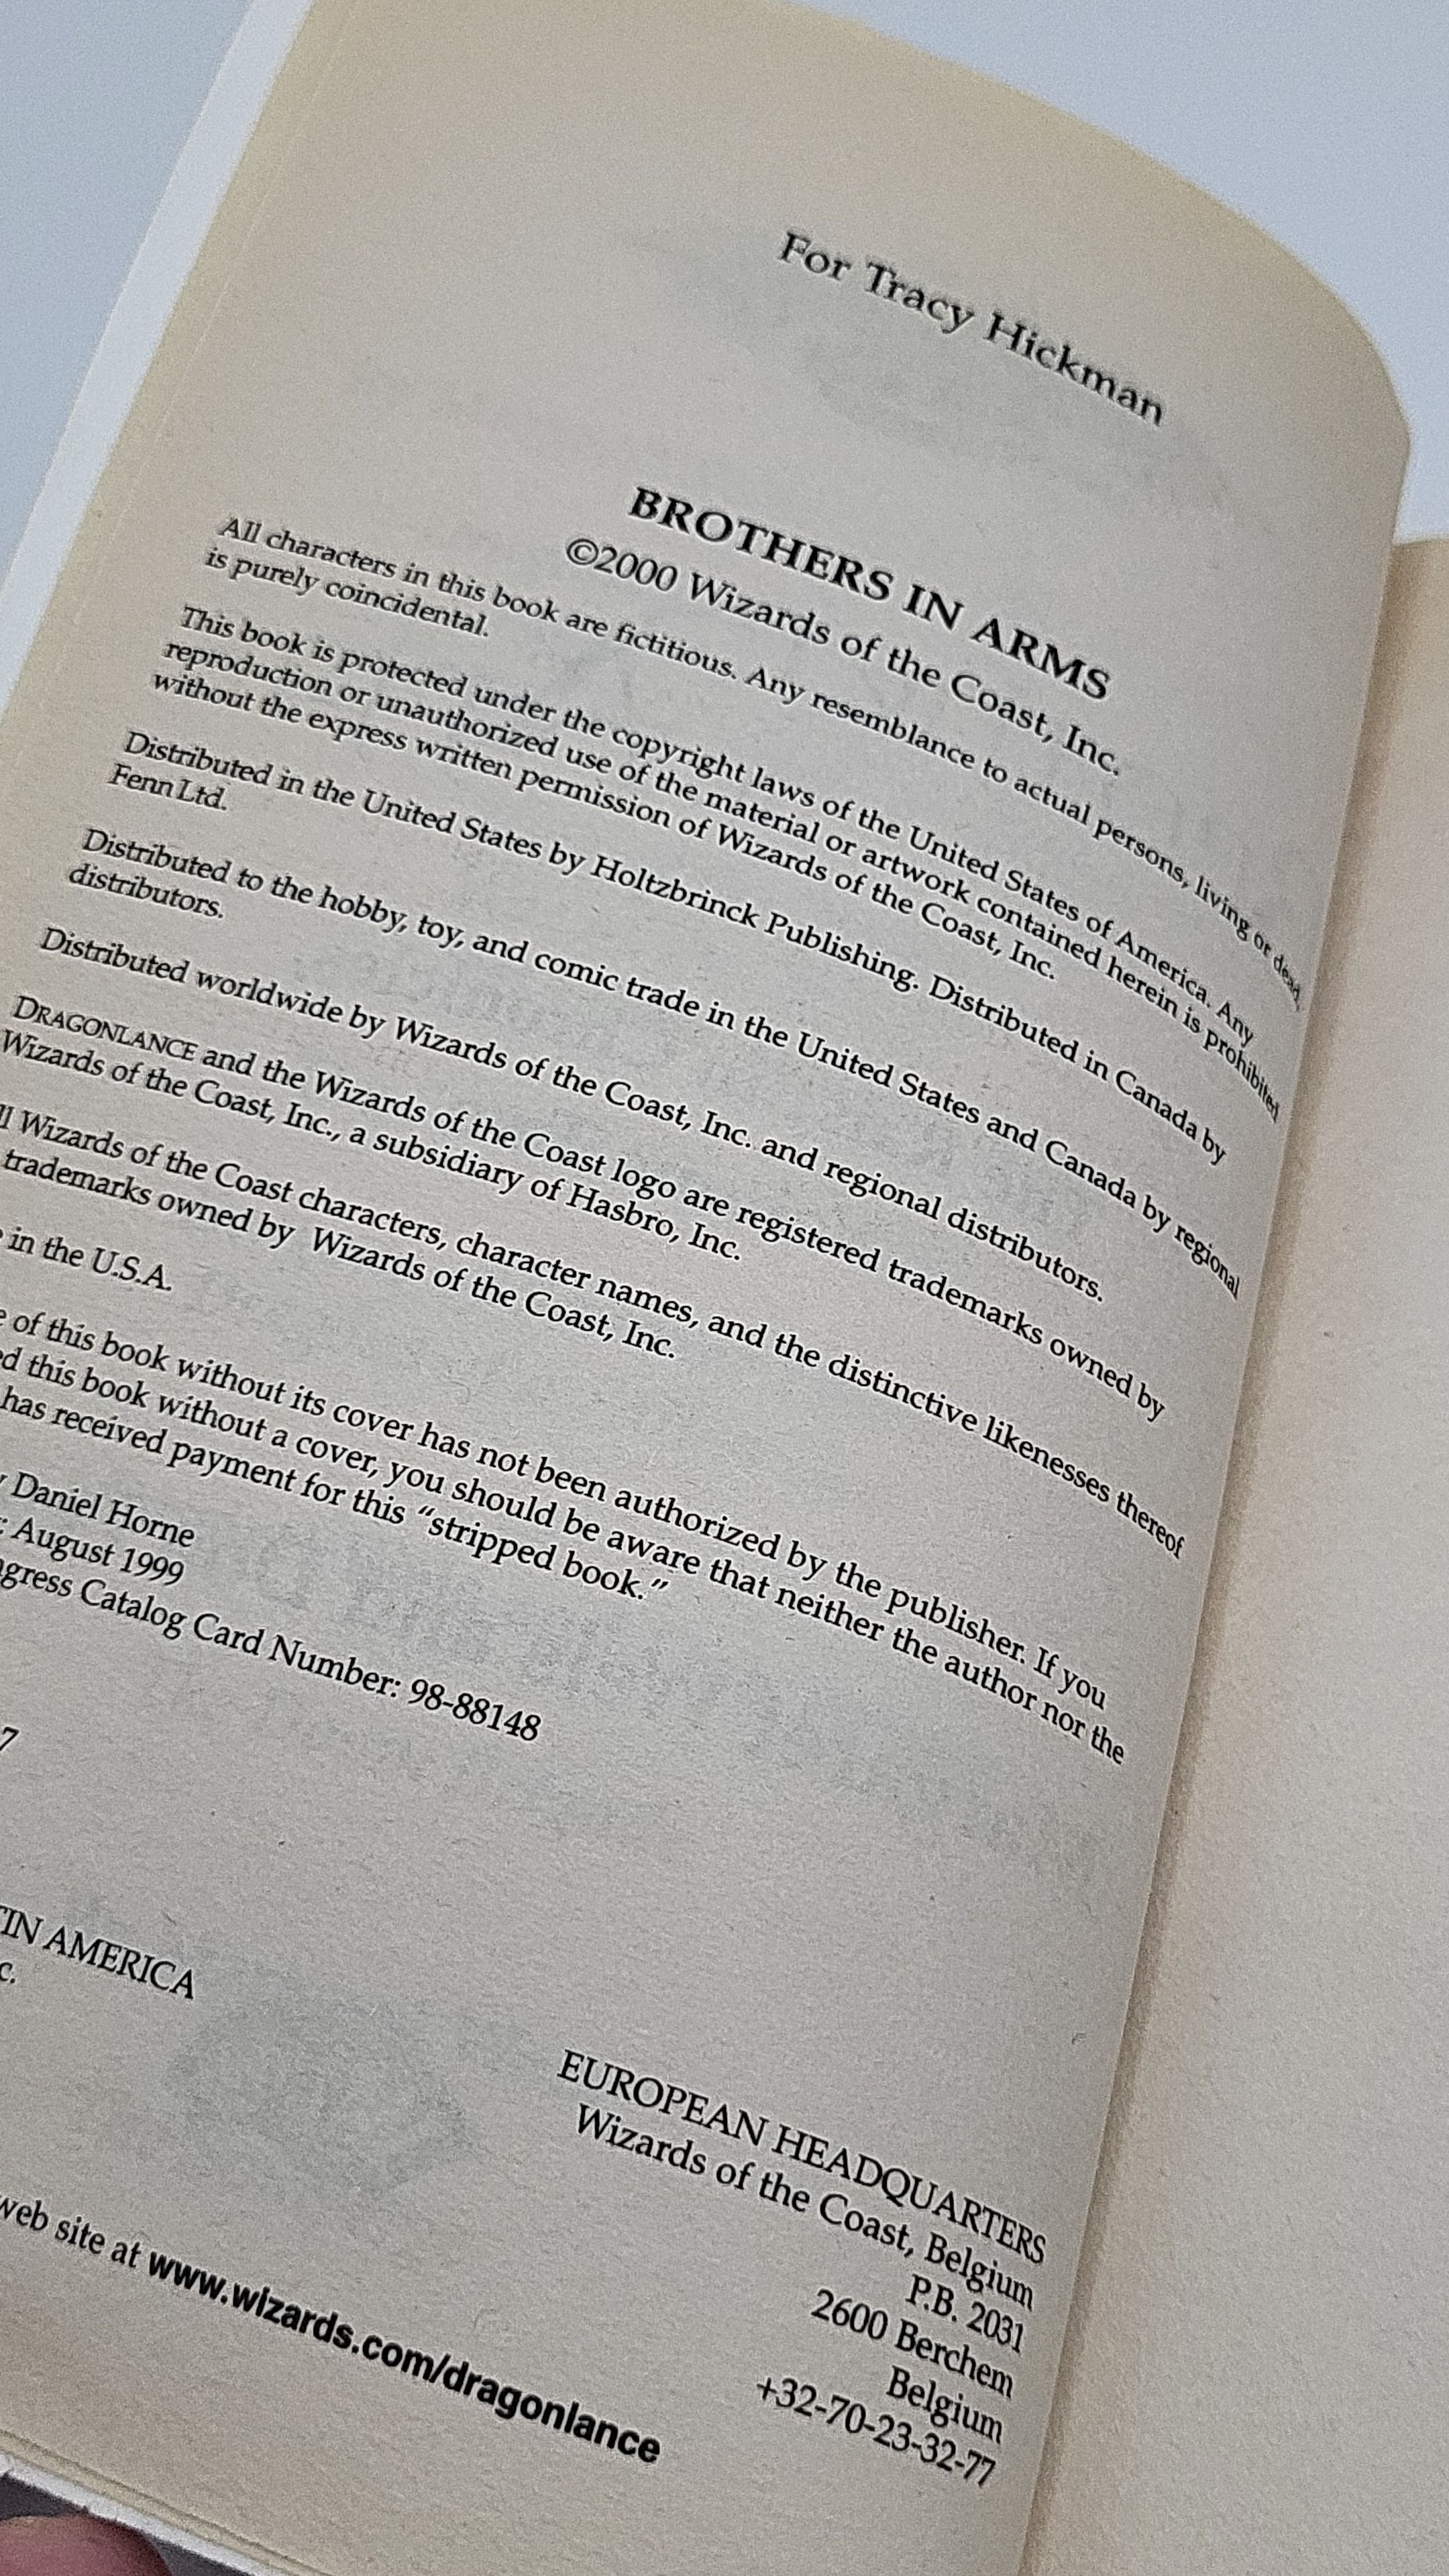 For Tracy Hickman
BROTHERS IN ARMS
©2000 Wizards of the Coast, Inc.
All characters in this book are fictitious. Any resemblance to actual persons, living or dead,
is purely coincidental.
This book is protected under the copyright laws of the United States of America. Any
reproduction or unauthorized use of the material or artwork contained herein is prohibited
without the express written permission of Wizards of the Coast, Inc.
Distributed in the United States by Holtzbrinck Publishing. Distributed in Canada by
Fenn Ltd.
Distributed to the hobby, toy, and comic trade in the United States and Canada by regional
distributors.
Distributed worldwide by Wizards of the Coast, Inc. and regional distributors.
DRAGONLANCE and the Wizards of the Coast logo are registered trademarks owned by
Wizards of the Coast, Inc., a subsidiary of Hasbro, Inc.
Wizards of the Coast characters, character names, and the distinctive likenesses thereof
trademarks owned by Wizards of the Coast, Inc.
in the U.S.A.
of this book without its cover has not been authorized by the publisher. If you
this book without a cover, you should be aware that neither the author nor the
has received payment for this “stripped book.”
Daniel Horne
August 1999
Catalog Card Number: 98-88148
7
AMERICA
EUROPEAN HEADQUARTERS
Wizards of the Coast, Belgium
P.B. 2031
2600 Berchem
Belgium
+32-70-23-32-77
web site at www.wizards.com/dragonlance